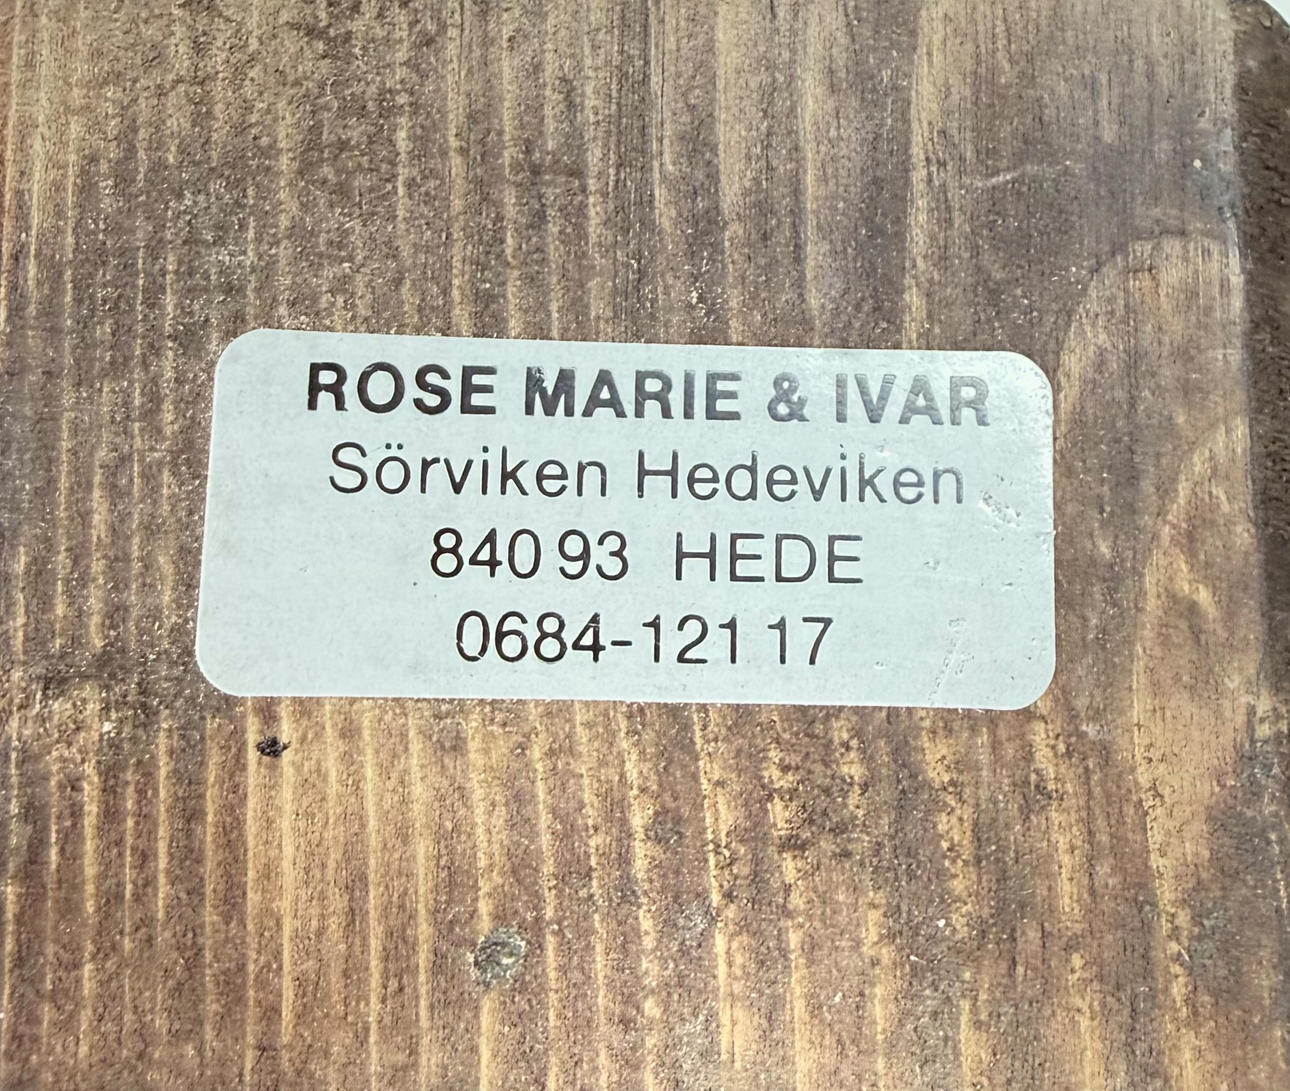 ROSE MARIE & IVAR
Sörviken Hedeviken
840 93 HEDE
0684-121 17